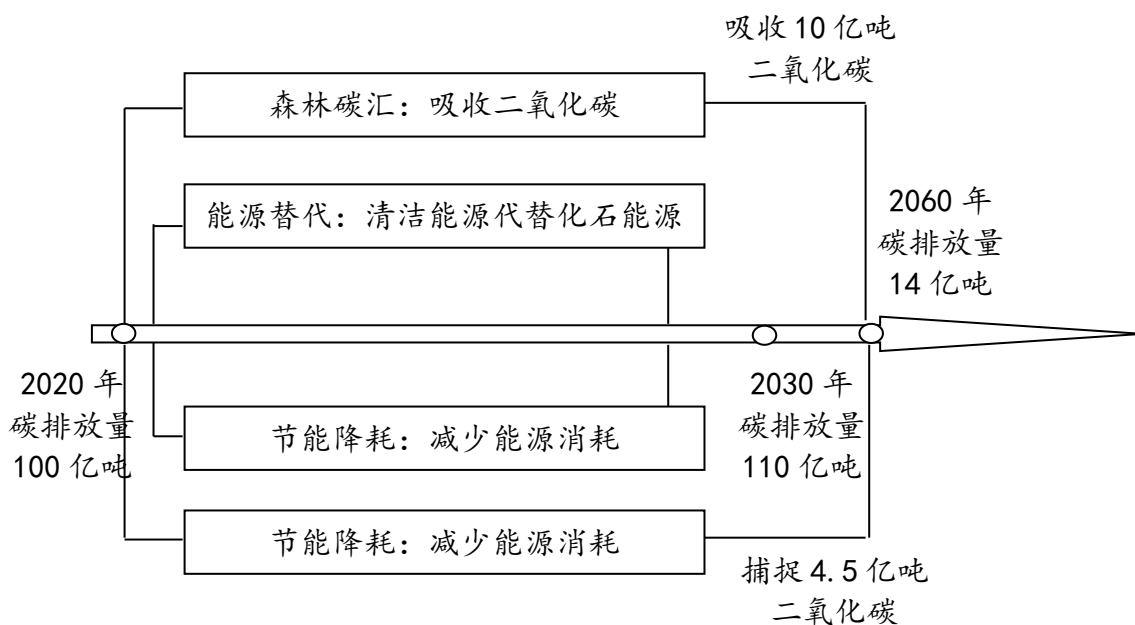 吸收10亿吨
二氧化碳
森林碳汇：吸收二氧化碳
能源替代：清洁能源代替化石能源
2060年
碳排放量
14亿吨
2020年
碳排放量
100亿吨
2030年
碳排放量
110亿吨
节能降耗：减少能源消耗
节能降耗：减少能源消耗
捕捉4.5亿吨
二氧化碳